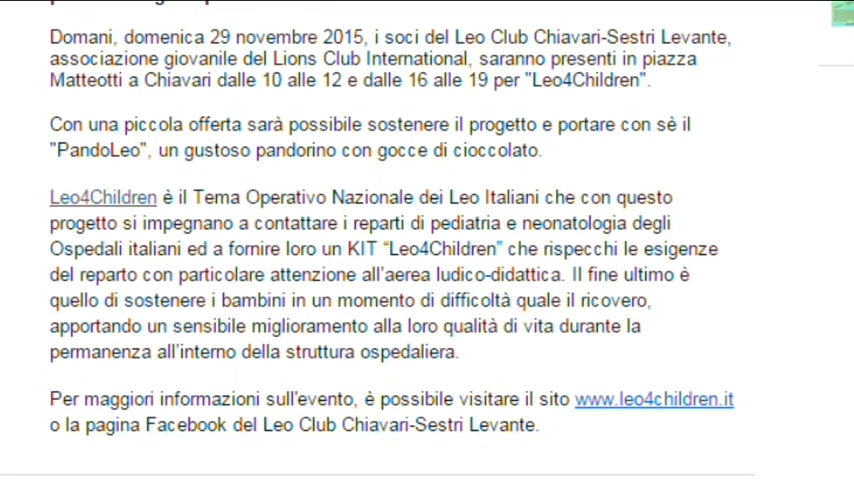 Domani, domenica 29 novembre 2015, i soci del Leo Club Chiavari-Sestri Levante,
associazione giovanile del Lions Club International, saranno presenti in piazza
Matteotti a Chiavari dalle 10 alle 12 e dalle 16 alle 19 per "Leo4Children".
Con una piccola offerta sarà possibile sostenere il progetto e portare con sè il
"PandoLeo", un gustoso pandorino con gocce di cioccolato.
Leo4Children è il Tema Operativo Nazionale dei Leo Italiani che con questo
progetto si impegnano a contattare i reparti di pediatria e neonatologia degli
Ospedali italiani ed a fornire loro un KIT “Leo4Children” che rispecchi le esigenze
del reparto con particolare attenzione all’aerea ludico-didattica. Il fine ultimo è
quello di sostenere i bambini in un momento di difficoltà quale il ricovero,
apportando un sensibile miglioramento alla loro qualità di vita durante la
permanenza all’interno della struttura ospedaliera.
Per maggiori informazioni sull'evento, è possibile visitare il sito www.leo4children.it
o la pagina Facebook del Leo Club Chiavari-Sestri Levante.